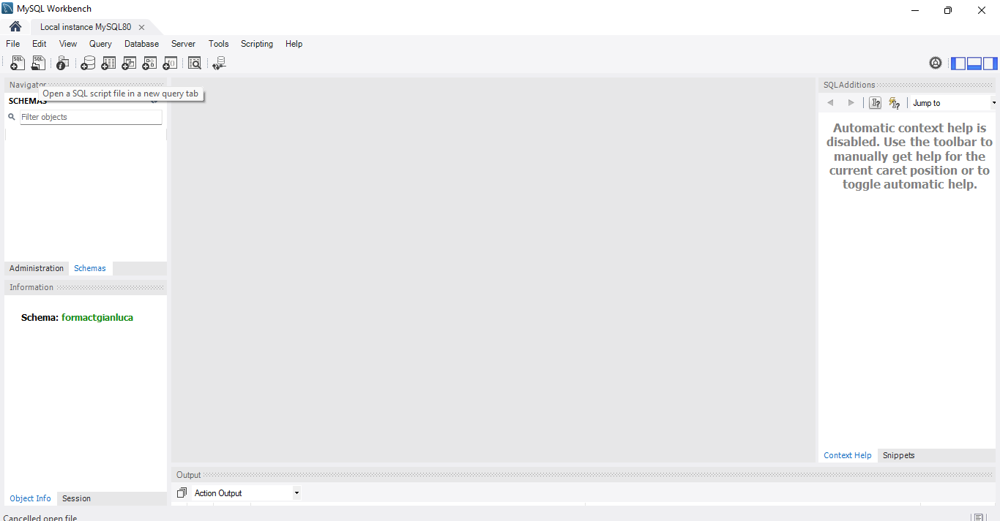 MySQL Workbench
Local instance MySQL80
File Edit View Query Database Server Tools Scripting Help
SQL SQL
Navigator
Open a SQL script file in a new query tab
SCHEMAS
Filter objects
Administration Schemas
Information
Schema: formactgianluca
Object Info Session
Cancelled open file
Output
Action Output
SQLAdditions
Jump to
Automatic context help is
disabled. Use the toolbar to
manually get help for the
current caret position or to
toggle automatic help.
Context Help Snippets